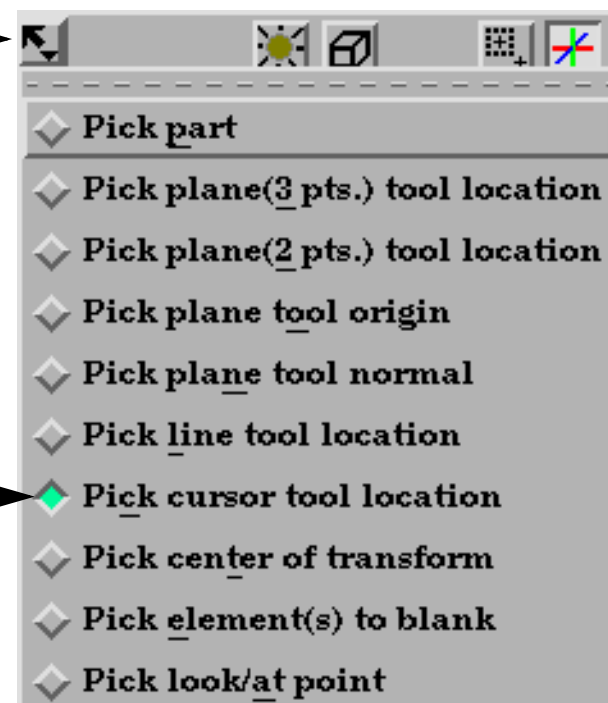 Pick part
Pick plane(3 pts.) tool location
Pick plane(2 pts.) tool location
Pick plane tool origin
Pick plane tool normal
Pick line tool location
Pick cursor tool location
Pick center of transform
Pick element(s) to blank
Pick look/at point